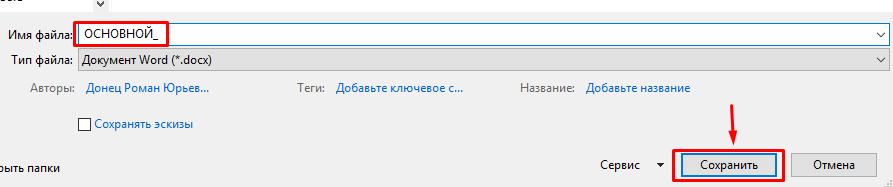 Имя файла: ОСНОВНОЙ_
Тип файла: Документ Word (*.docx)
Авторы: Донец Роман Юрьев... Теги: Добавьте ключевое с... Название: Добавьте название
Сохранять эскизы
рыть папки Сервис Сохранить Отмена